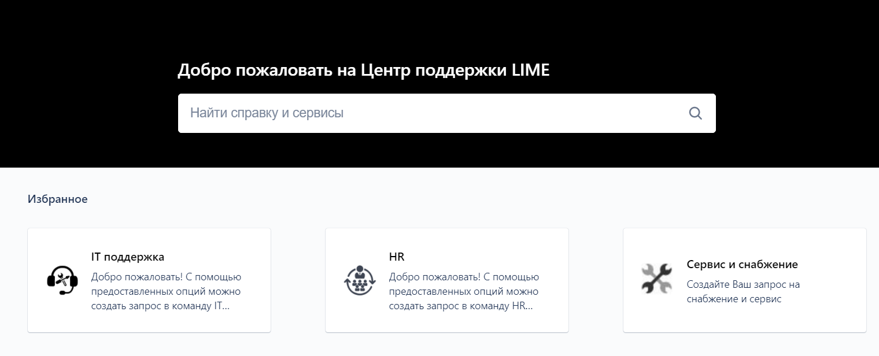 Добро пожаловать на Центр поддержки LIME
Найти справку и сервисы
Избранное
IT поддержка
Добро пожаловать! С помощью
предоставленных опций можно
создать запрос в команду IT...
HR
Добро пожаловать! С помощью
предоставленных опций можно
создать запрос в команду HR...
Сервис и снабжение
Создайте Ваш запрос на
снабжение и сервис